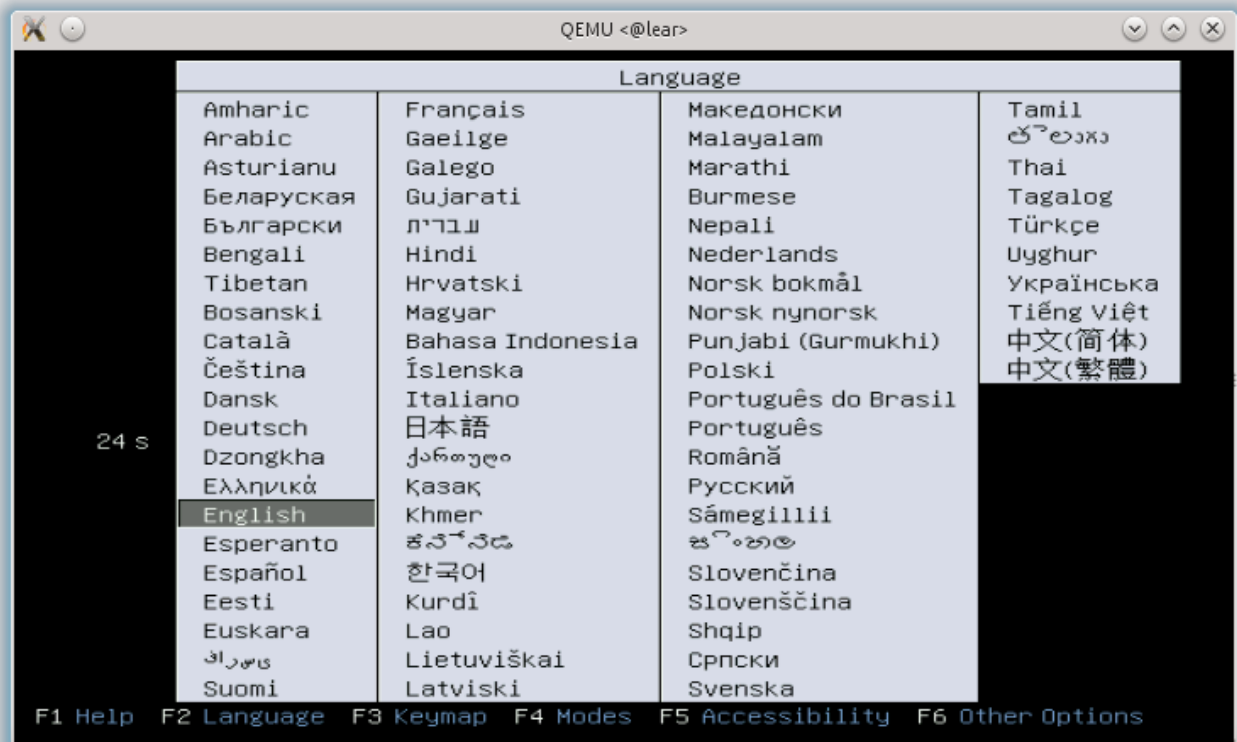 QEMU <@lear>
Language
Amharic
Arabic
Asturianu
Беларуская
Български
Bengali
Tibetan
Bosanski
Català
Čeština
Dansk
Deutsch
Dzongkha
Ελληνικά
English
Esperanto
Español
Eesti
Euskara
فارسی
Suomi
Français
Gaeilge
Galego
Gujarati
עברית
Hindi
Hrvatski
Magyar
Bahasa Indonesia
Íslenska
Italiano
日本語
ქართული
Қазақ
Khmer
ಕನ್ನಡ
한국어
Kurdî
Lao
Lietuviškai
Latviski
Македонски
Malayalam
Marathi
Burmese
Nepali
Nederlands
Norsk bokmål
Norsk nynorsk
Punjabi (Gurmukhi)
Polski
Português do Brasil
Português
Română
Русский
Sámegillii
සිංහල
Slovenčina
Slovenščina
Shqip
Српски
Svenska
Tamil
తెలుగు
Thai
Tagalog
Türkçe
Uyghur
Українська
Tiếng Việt
中文(简体)
中文(繁體)
24 s
F1 Help F2 Language F3 Keymap F4 Modes F5 Accessibility F6 Other Options